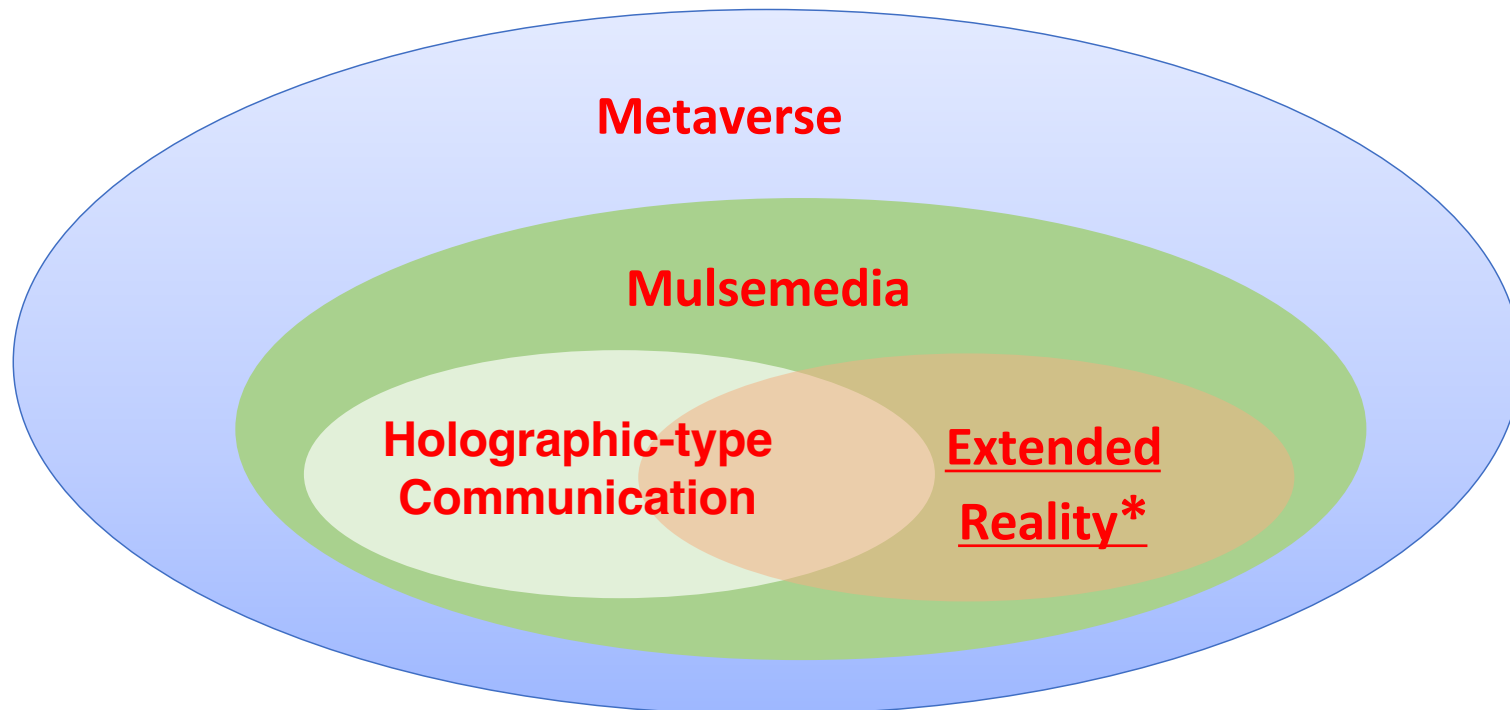 Metaverse
Mulsemedia
Holographic-type
Communication
Extended
Reality*